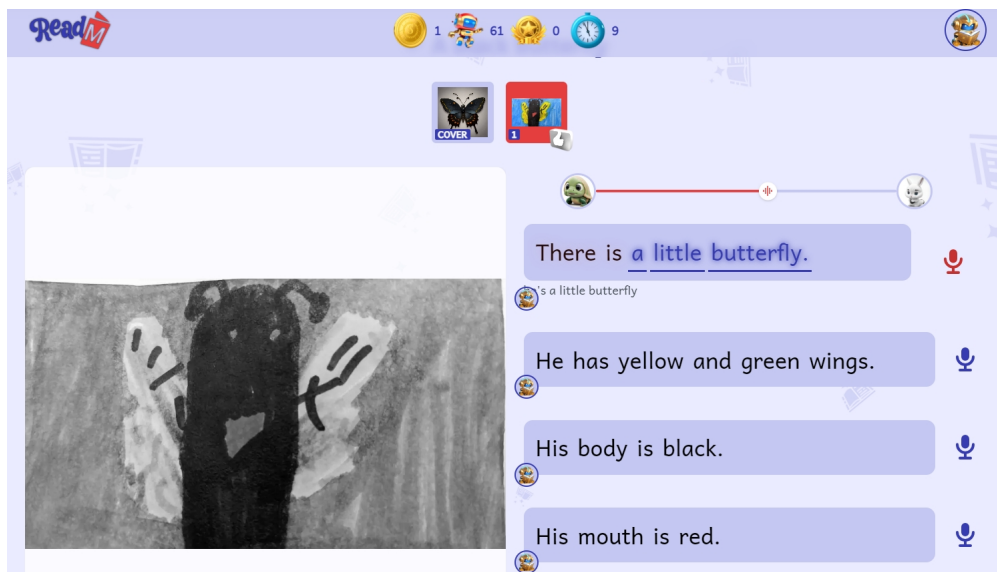 ReadM
1 61 0 9
COVER 1
There is a little butterfly.
's a little butterfly
He has yellow and green wings.
His body is black.
His mouth is red.